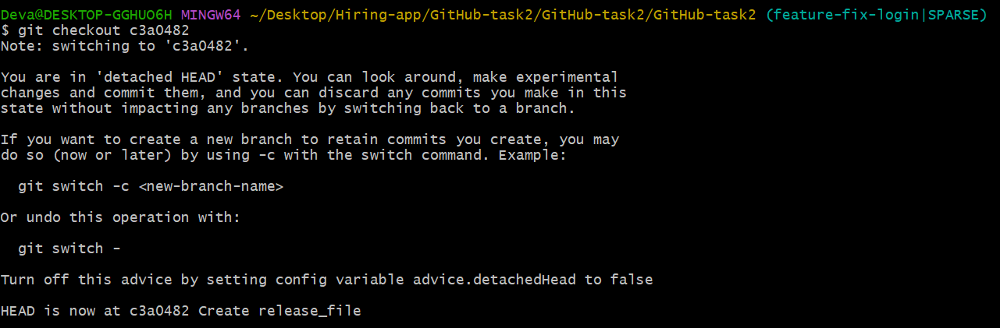 Deva@DESKTOP-GGHUO6H MINGW64 ~/Desktop/Hiring-app/GitHub-task2/GitHub-task2/GitHub-task2 (feature-fix-login|SPARSE)
$ git checkout c3a0482
Note: switching to 'c3a0482'.
You are in 'detached HEAD' state. You can look around, make experimental
changes and commit them, and you can discard any commits you make in this
state without impacting any branches by switching back to a branch.
If you want to create a new branch to retain commits you create, you may
do so (now or later) by using -c with the switch command. Example:
git switch -c <new-branch-name>
Or undo this operation with:
git switch -
Turn off this advice by setting config variable advice.detachedHead to false
HEAD is now at c3a0482 Create release_file